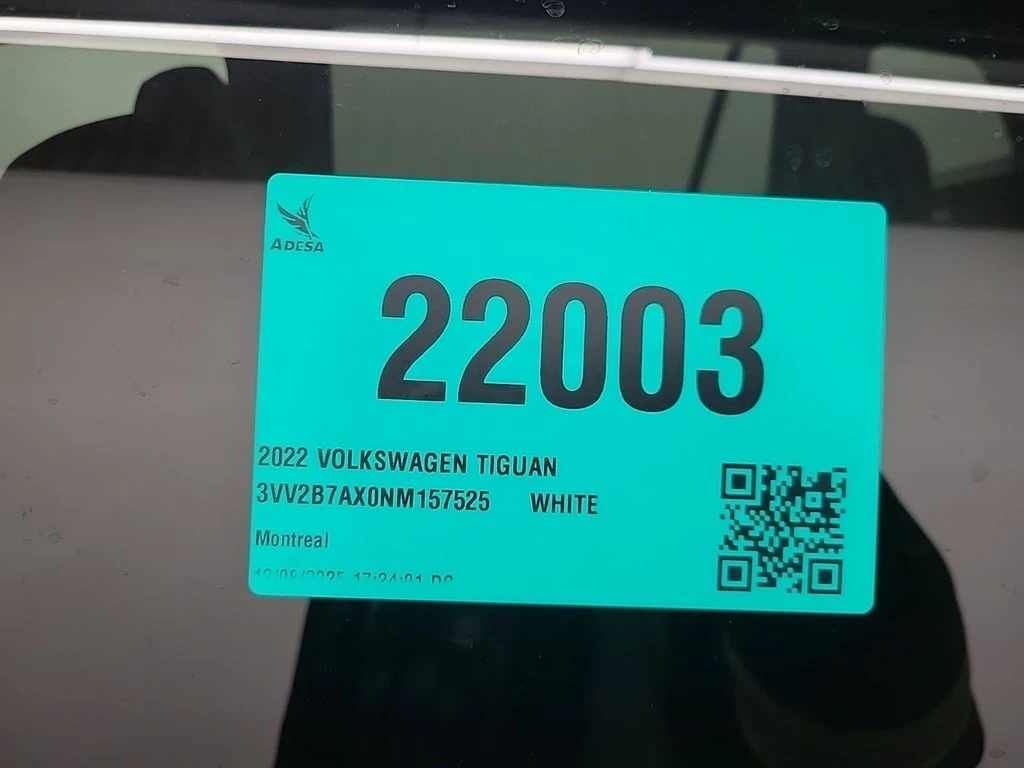 ADESA
22003
2022 VOLKSWAGEN TIGUAN
3VV2B7AX0NM157525 WHITE
Montreal